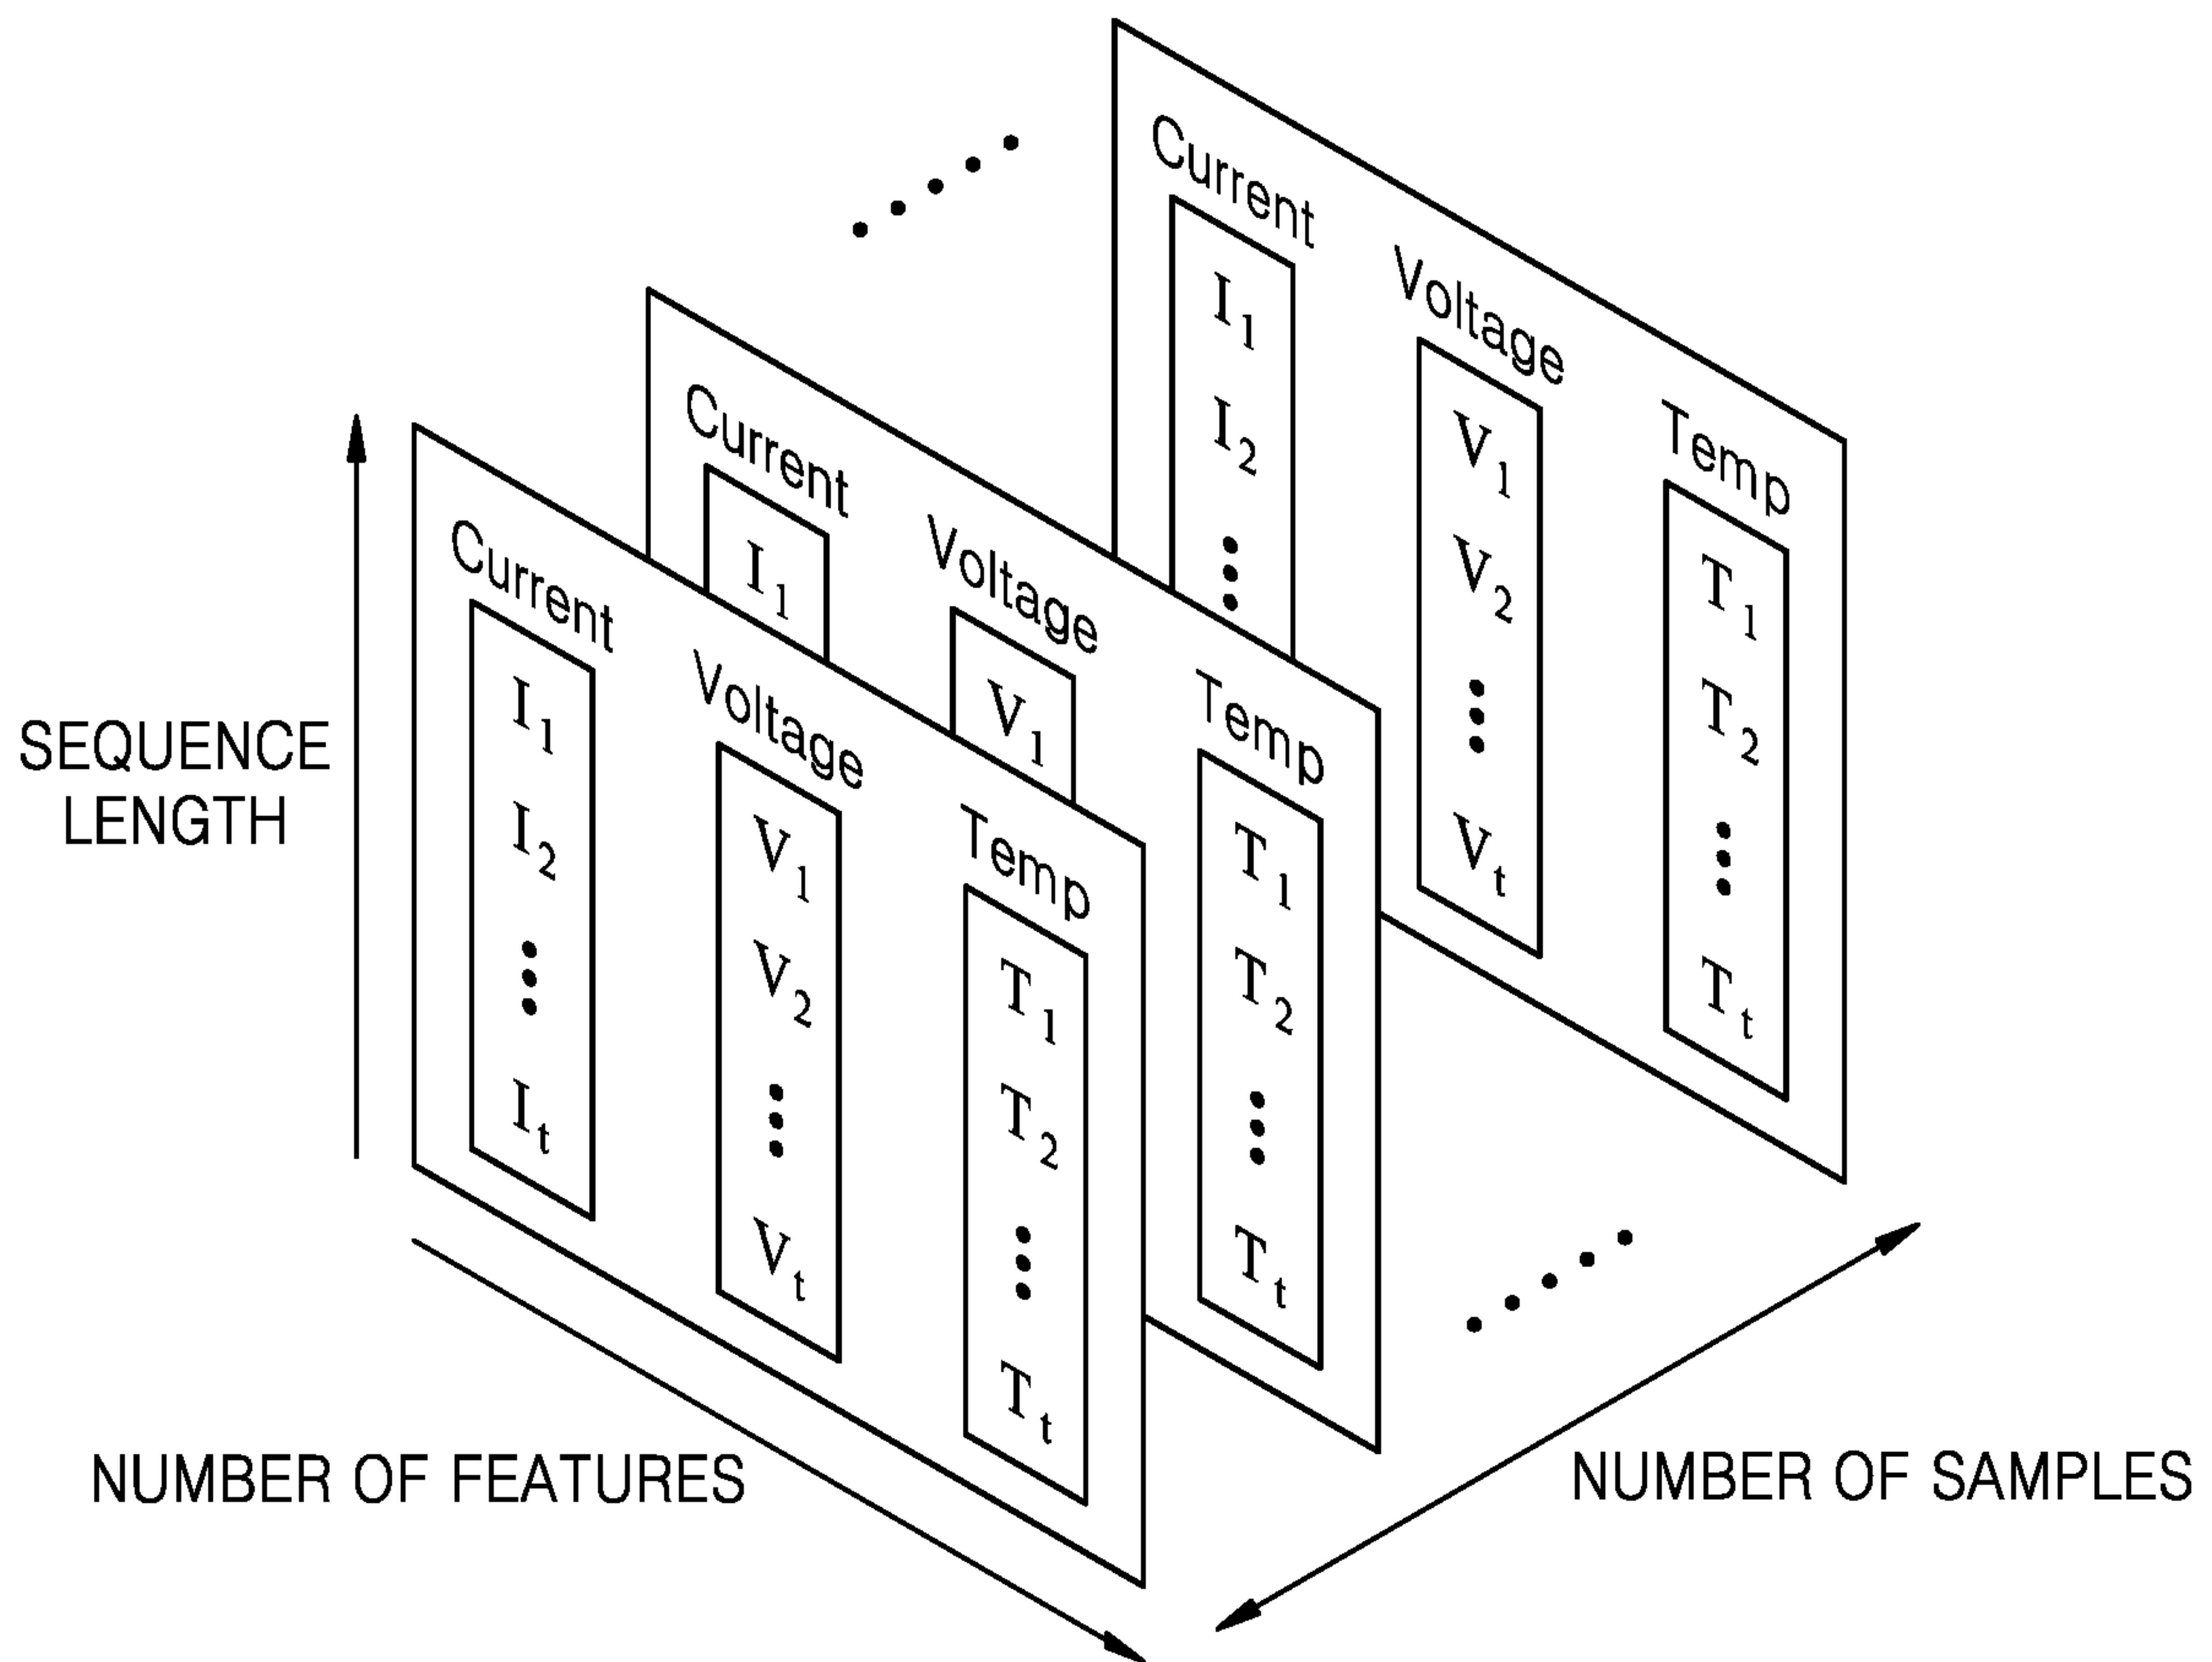 Current
I1
I2
Voltage
V1
V2
Vt
Temp
T1
T2
Tt
Current
I1
Voltage
V1
Temp
T1
T2
Tt
Current
I1
I2
It
Voltage
V1
V2
Vt
Temp
T1
T2
Tt
SEQUENCE
LENGTH
NUMBER OF FEATURES
NUMBER OF SAMPLES